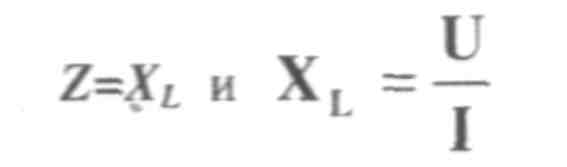 Z=X_L и X_L = U/I